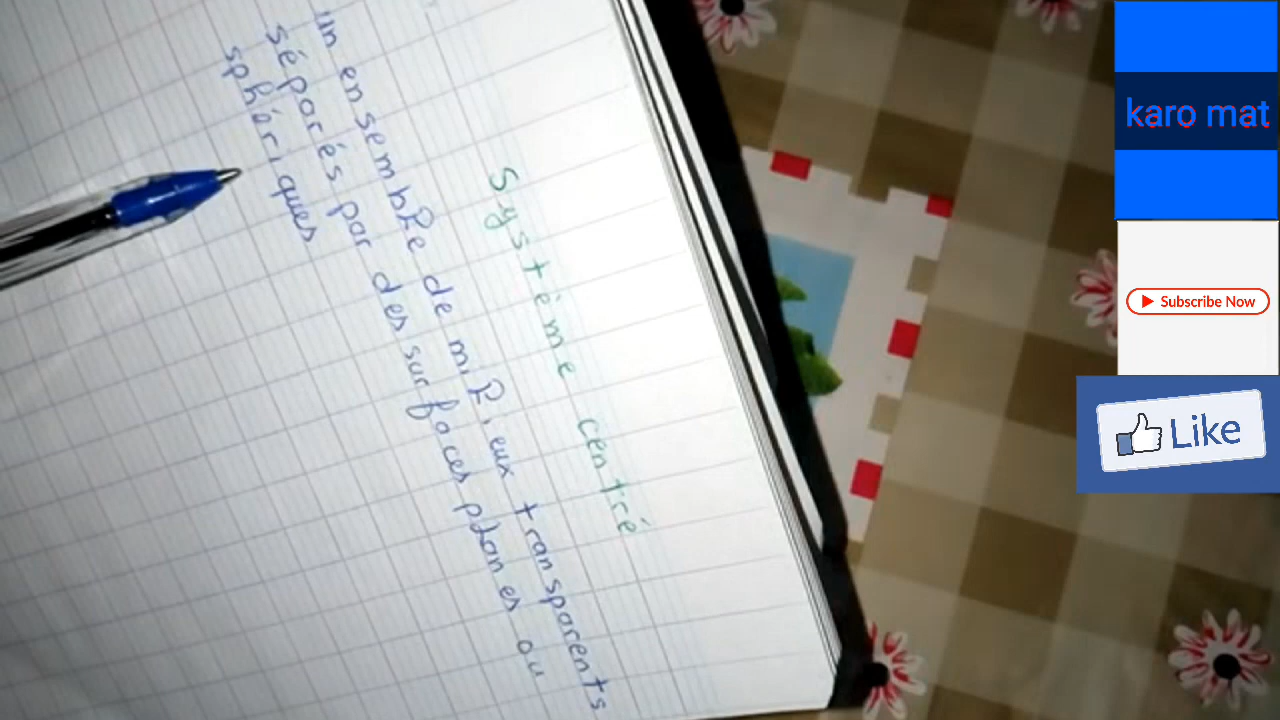 Système centré
un ensemble de milieux transparents
séparés par des surfaces planes ou
sphériques
karo mat
Subscribe Now
Like